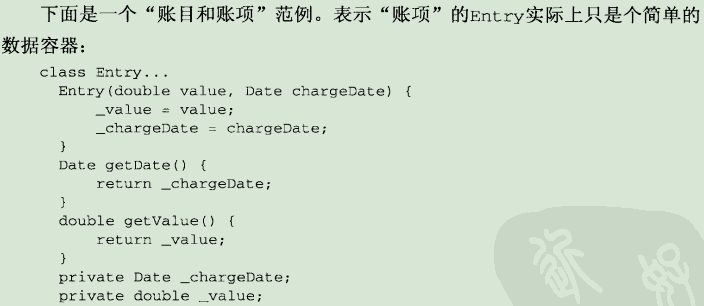 下面是一个“账目和账项”范例。表示“账项”的Entry实际上只是个简单的
数据容器：
class Entry...
  Entry(double value, Date chargeDate) {
      _value = value;
      _chargeDate = chargeDate;
  }
  Date getDate() {
      return _chargeDate;
  }
  double getValue() {
      return _value;
  }
  private Date _chargeDate;
  private double _value;